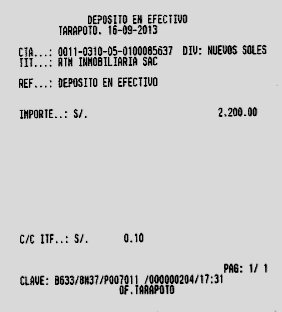 DEPOSITO EN EFECTIVO
TARAPOTO, 16-09-2013
CTA...: 0011-0310-05-0100085637 DIV: NUEVOS SOLES
TIT...: RTM INMOBILIARIA SAC
REF...: DEPOSITO EN EFECTIVO
IMPORTE..: S/. 2,200.00
C/C ITF..: S/. 0.10
PAG: 1/ 1
CLAVE: B633/BM37/P007011 /000000204/17:31
OF.TARAPOTO